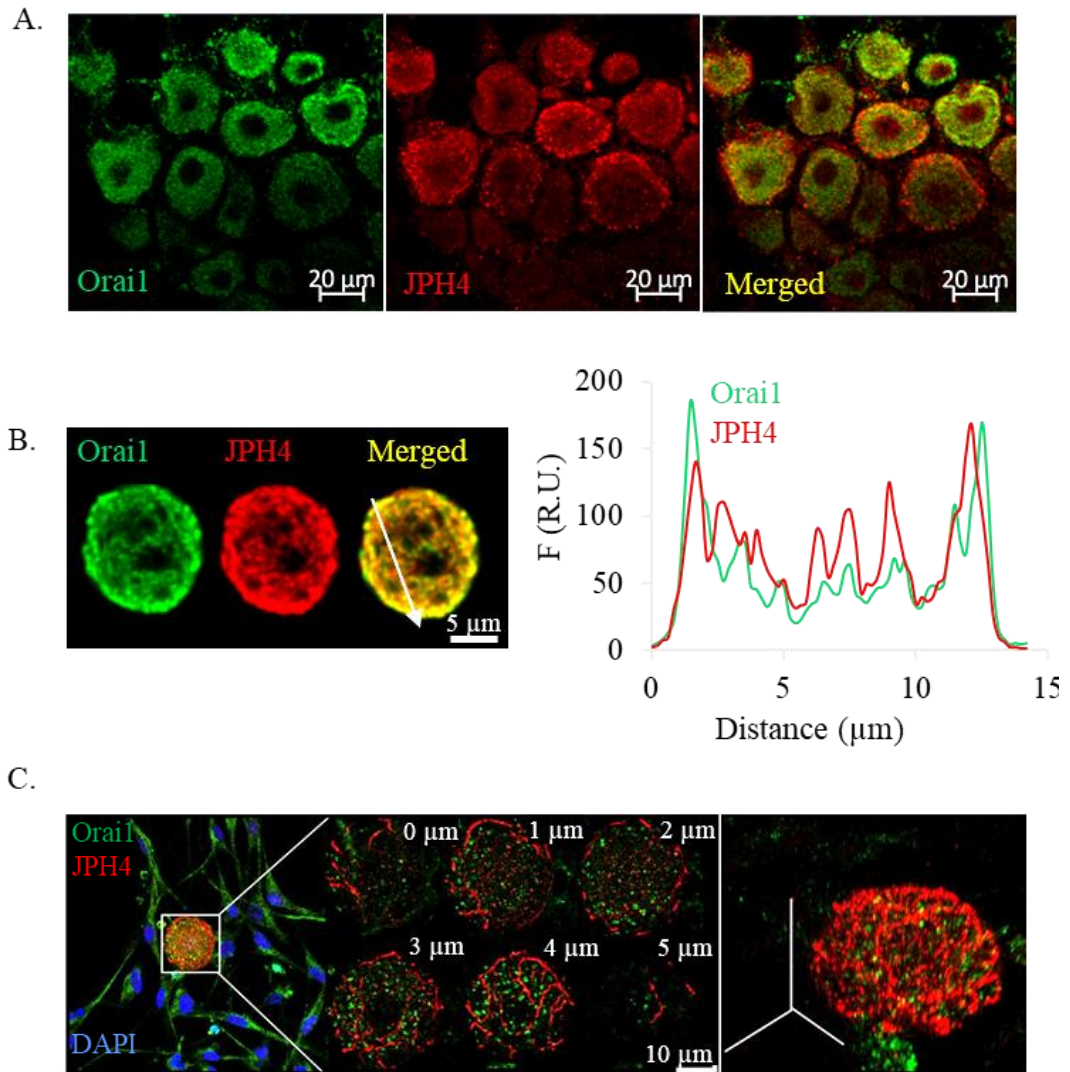 A.
Orai1 20 µm JPH4 20 µm Merged 20 µm
B.
Orai1 JPH4 Merged
5 µm
Orai1
JPH4
F (R.U.)
200
150
100
50
0
0 5 10 15
Distance (µm)
C.
Orai1
JPH4
DAPI
0 µm 1 µm 2 µm
3 µm 4 µm 5 µm
10 µm